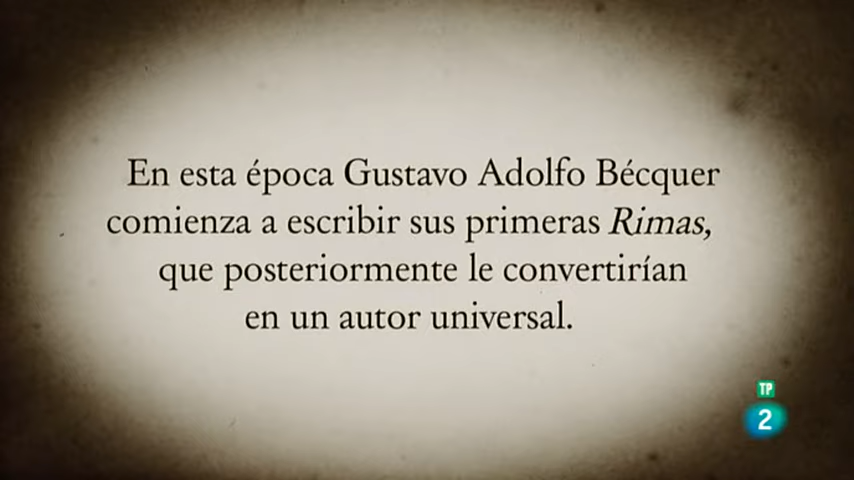 En esta época Gustavo Adolfo Bécquer
comienza a escribir sus primeras Rimas,
que posteriormente le convertirían
en un autor universal.
TP
2